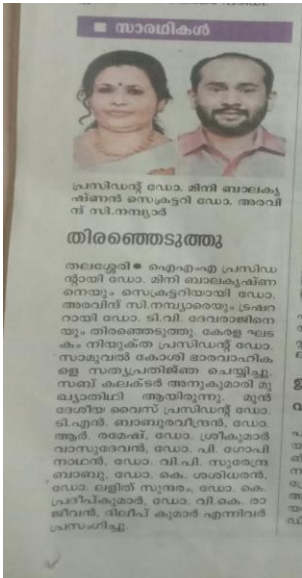 ■ സാരഥികൾ
പ്രസിഡന്റ് ഡോ. മിനി ബാലകൃ
ഷ്ണൻ സെക്രട്ടറി ഡോ. അരവി
ന്ദ് സി.നമ്പ്യാർ
തിരഞ്ഞെടുത്തു
തലശ്ശേരി● ഐഎംഎ പ്രസിഡ
ന്റായി ഡോ. മിനി ബാലകൃഷ്ണ
നെയും സെക്രട്ടറിയായി ഡോ.
അരവിന്ദ് സി.നമ്പ്യാരെയും ട്രഷറ
റായി ഡോ. ടി.വി. ദേവരാജിനെ
യും തിരഞ്ഞെടുത്തു. കേരള ഘട
കം നിയുക്ത പ്രസിഡന്റ് ഡോ.
സാമുവൽ കോശി ഭാരവാഹിക
ളെ സത്യപ്രതിജ്ഞ ചെയ്യിച്ചു.
സബ് കലക്ടർ അനുകുമാരി മു
ഖ്യാതിഥി ആയിരുന്നു. മുൻ
ദേശീയ വൈസ് പ്രസിഡന്റ് ഡോ.
ടി.എൻ. ബാബുരവീന്ദ്രൻ, ഡോ.
ആർ. രമേഷ്, ഡോ. ശ്രീകുമാർ
വാസുദേവൻ, ഡോ. പി. ഗോപി
നാഥൻ, ഡോ. വി.പി. സുരേന്ദ്ര
ബാബു, ഡോ. കെ. ശശിധരൻ,
ഡോ. ലളിത് സുന്ദരം, ഡോ. കെ.
പ്രദീപ്കുമാർ, ഡോ. വി.കെ. രാ
ജീവൻ, ദിലീപ് കുമാർ എന്നിവർ
പ്രസംഗിച്ചു.